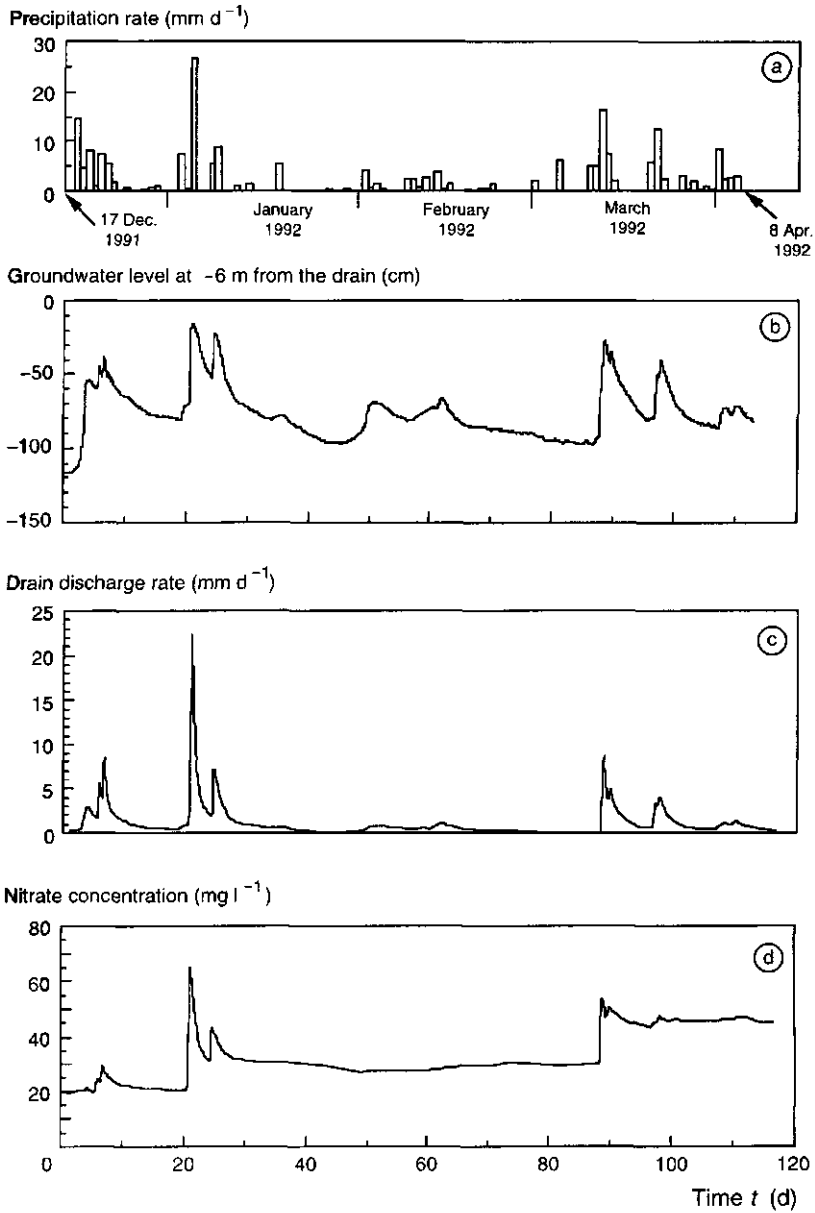 Precipitation rate (mm d⁻¹)
30
20
10
0
a
17 Dec.
1991
January
1992
February
1992
March
1992
8 Apr.
1992
Groundwater level at −6 m from the drain (cm)
0
−50
−100
−150
b
Drain discharge rate (mm d⁻¹)
25
20
15
10
5
0
c
Nitrate concentration (mg l⁻¹)
80
60
40
20
d
0 20 40 60 80 100 120
Time t (d)